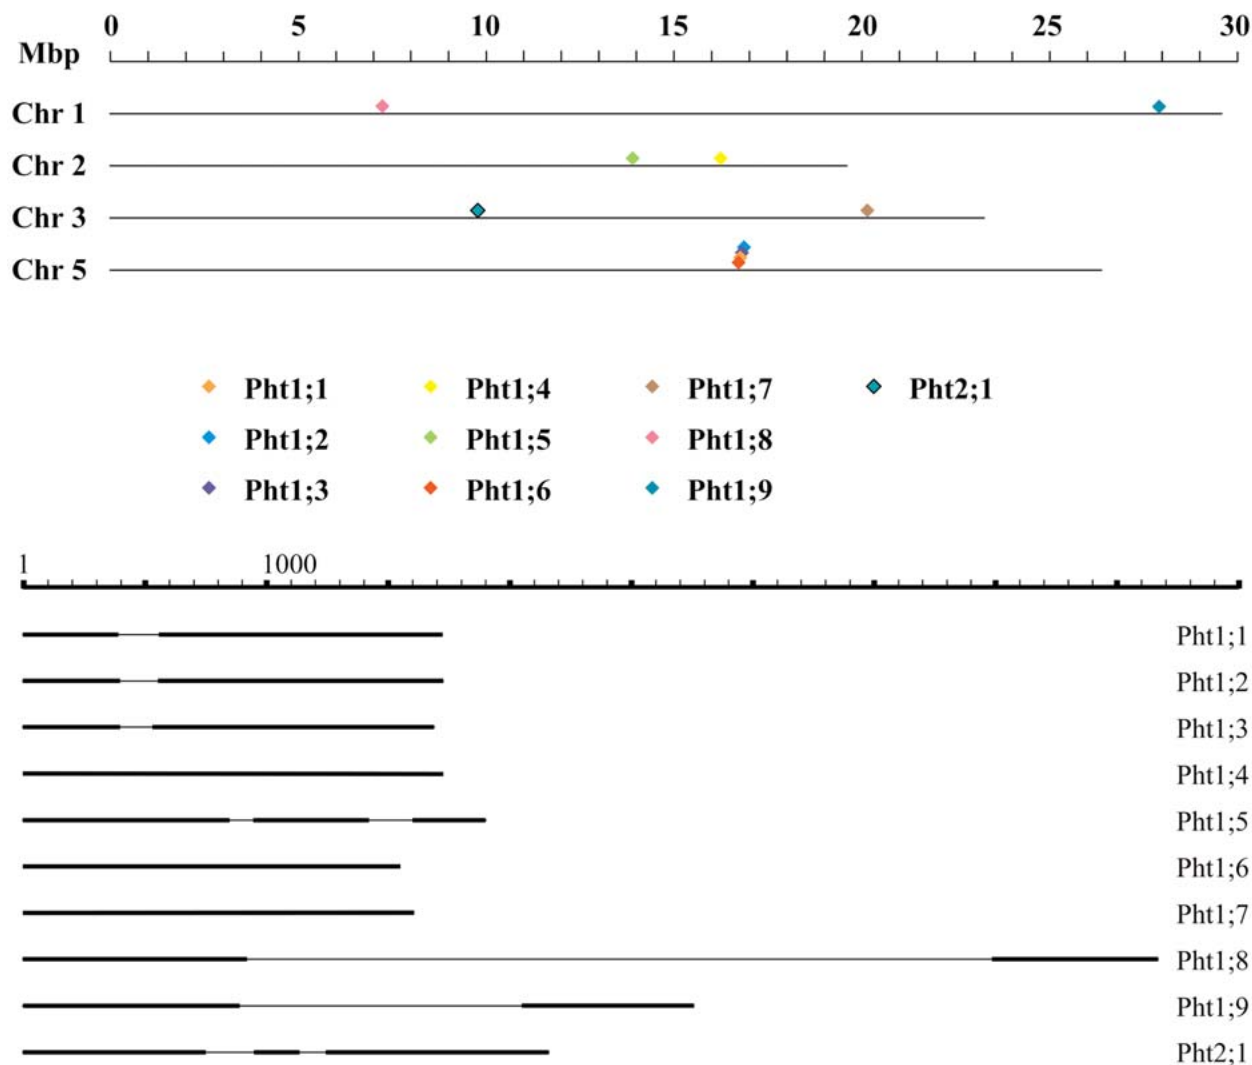 0 5 10 15 20 25 30
Mbp
Chr 1
Chr 2
Chr 3
Chr 5
Pht1;1 Pht1;4 Pht1;7 Pht2;1
Pht1;2 Pht1;5 Pht1;8
Pht1;3 Pht1;6 Pht1;9
1 1000
Pht1;1
Pht1;2
Pht1;3
Pht1;4
Pht1;5
Pht1;6
Pht1;7
Pht1;8
Pht1;9
Pht2;1